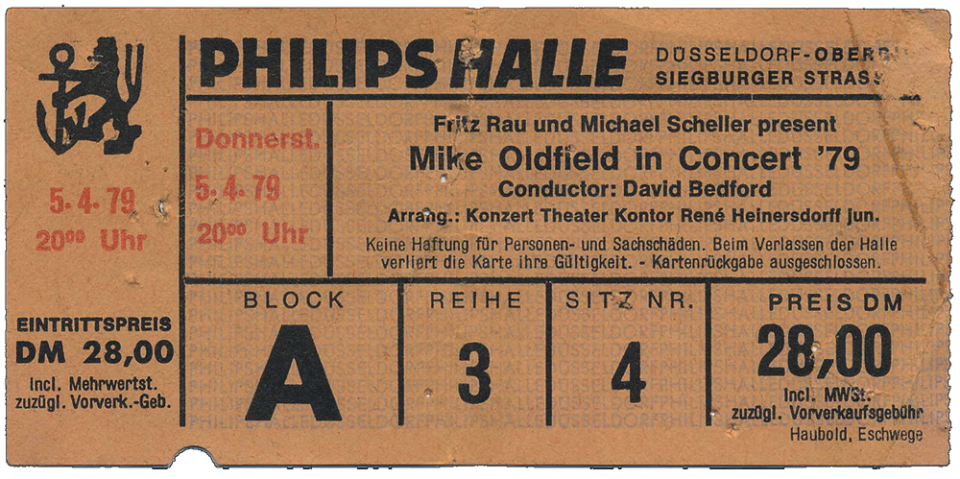 PHILIPS HALLE
DÜSSELDORF-OBERB
SIEGBURGER STRASS
5.4.79
20⁰⁰ Uhr
EINTRITTSPREIS
DM 28,00
Incl. Mehrwertst.
zuzügl. Vorverk.-Geb.
Donnerst.
5.4.79
20⁰⁰ Uhr
Fritz Rau und Michael Scheller present
Mike Oldfield in Concert '79
Conductor: David Bedford
Arrang.: Konzert Theater Kontor René Heinersdorff jun.
Keine Haftung für Personen- und Sachschäden. Beim Verlassen der Halle
verliert die Karte ihre Gültigkeit. - Kartenrückgabe ausgeschlossen.
BLOCK
A
REIHE
3
SITZ NR.
4
PREIS DM
28,00
Incl. MWSt.
zuzügl. Vorverkaufsgebühr
Haubold, Eschwege